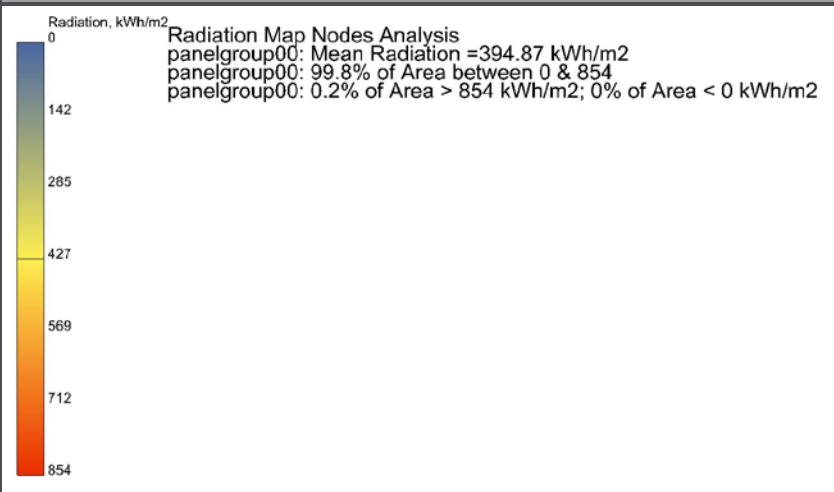 Radiation, kWh/m2
0
142
285
427
569
712
854
Radiation Map Nodes Analysis
panelgroup00: Mean Radiation =394.87 kWh/m2
panelgroup00: 99.8% of Area between 0 & 854
panelgroup00: 0.2% of Area > 854 kWh/m2; 0% of Area < 0 kWh/m2